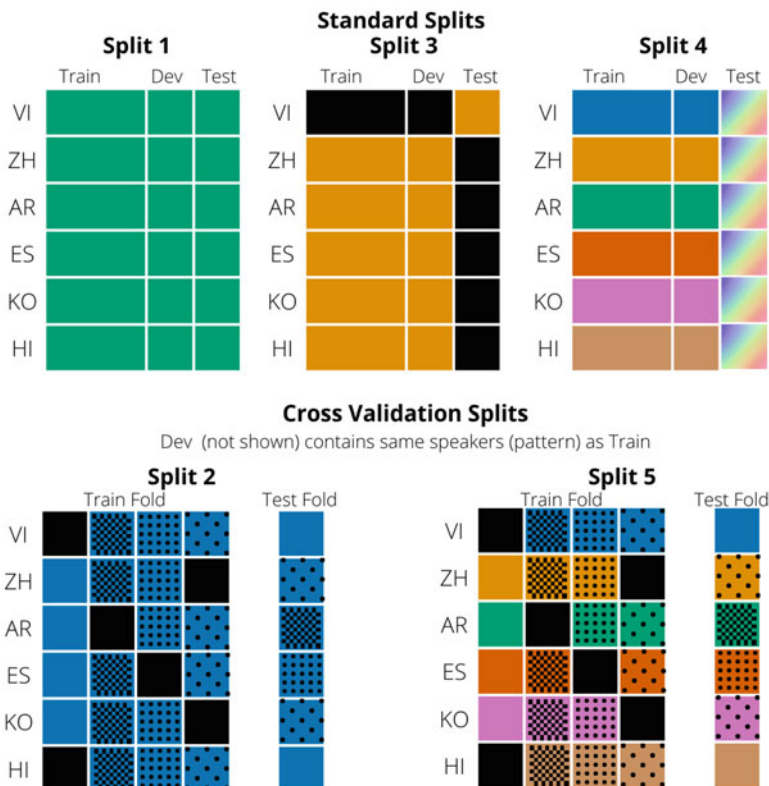 Standard Splits
Split 1
Split 3
Split 4
Train Dev Test
Train Dev Test
Train Dev Test
VI
ZH
AR
ES
KO
HI
VI
ZH
AR
ES
KO
HI
VI
ZH
AR
ES
KO
HI
Cross Validation Splits
Dev (not shown) contains same speakers (pattern) as Train
Split 2
Train Fold Test Fold
VI
ZH
AR
ES
KO
HI
Split 5
Train Fold Test Fold
VI
ZH
AR
ES
KO
HI